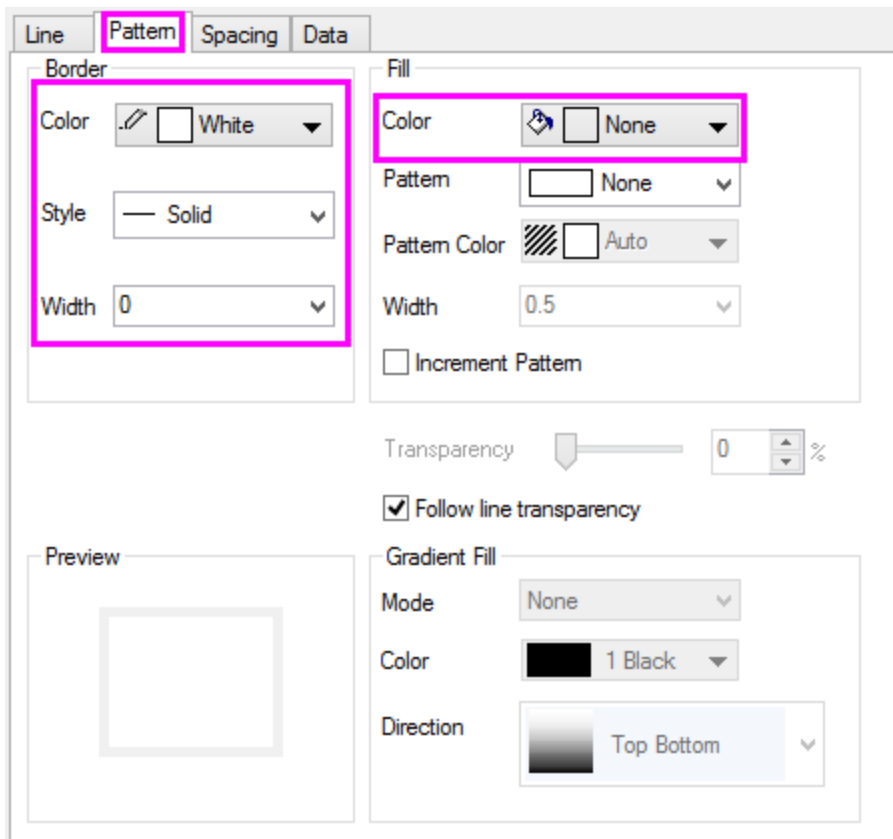 Line Pattern Spacing Data
Border
Color White
Style Solid
Width 0
Fill
Color None
Pattern None
Pattern Color Auto
Width 0.5
Increment Pattern
Transparency 0 %
Follow line transparency
Preview
Gradient Fill
Mode None
Color 1 Black
Direction Top Bottom